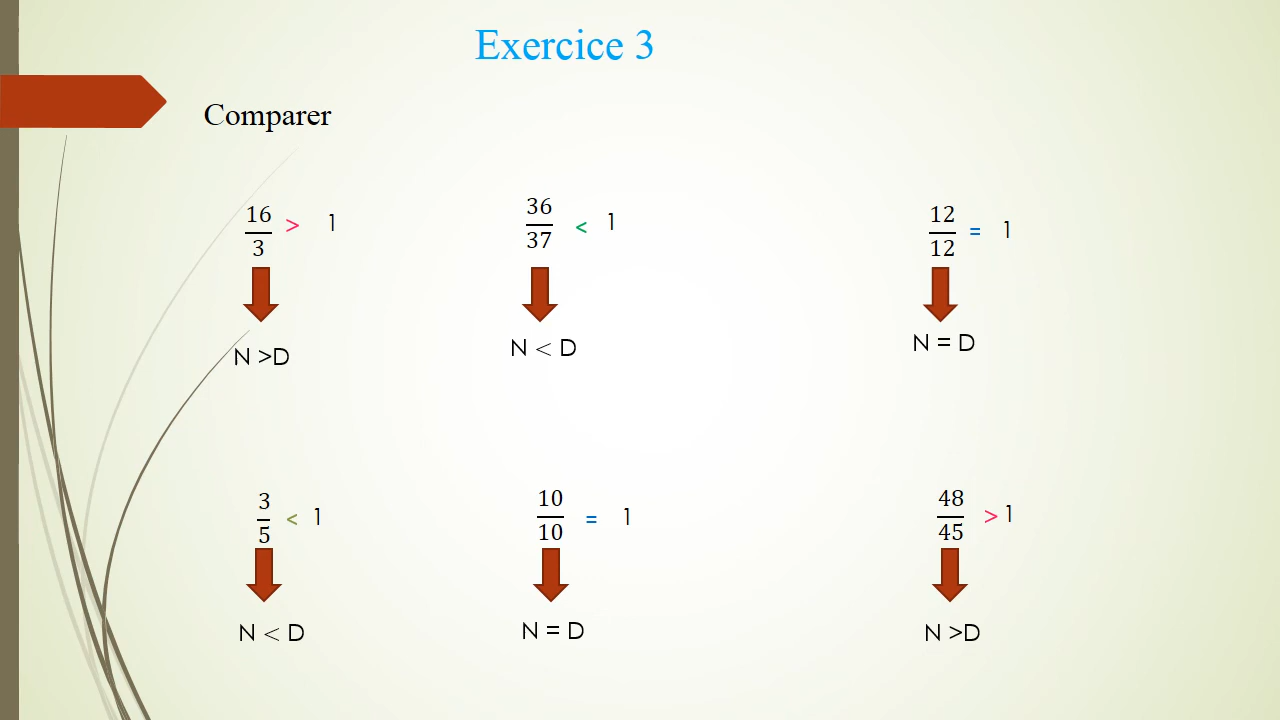 Exercice 3
Comparer
16/3 > 1
36/37 < 1
12/12 = 1
N >D
N < D
N = D
3/5 < 1
10/10 = 1
48/45 > 1
N < D
N = D
N >D